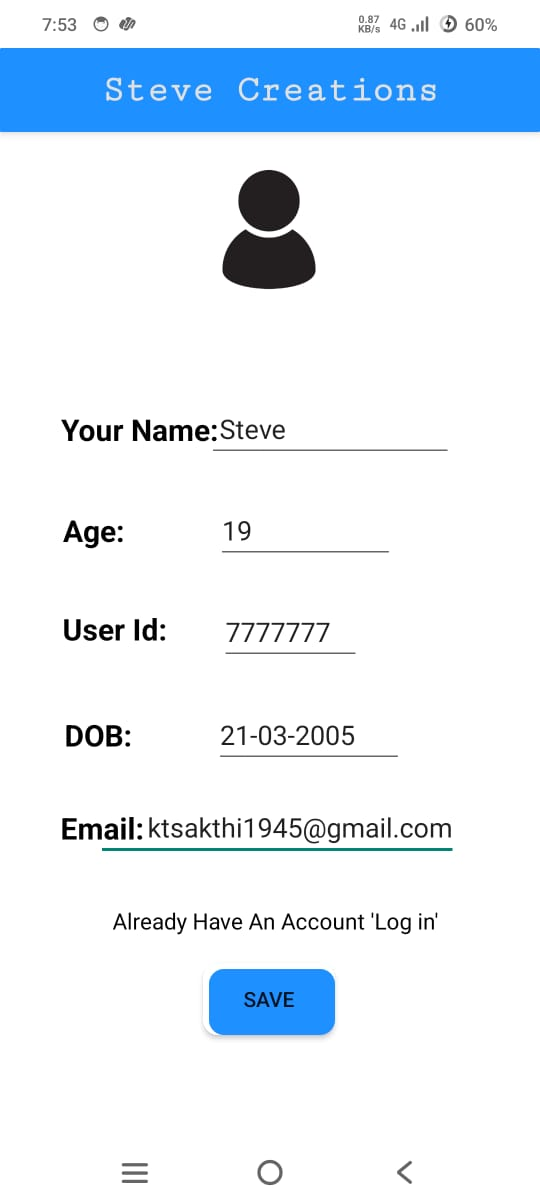 7:53 0.87 KB/s 4G 60%
Steve Creations
Your Name: Steve
Age: 19
User Id: 7777777
DOB: 21-03-2005
Email: ktsakthi1945@gmail.com
Already Have An Account 'Log in'
SAVE